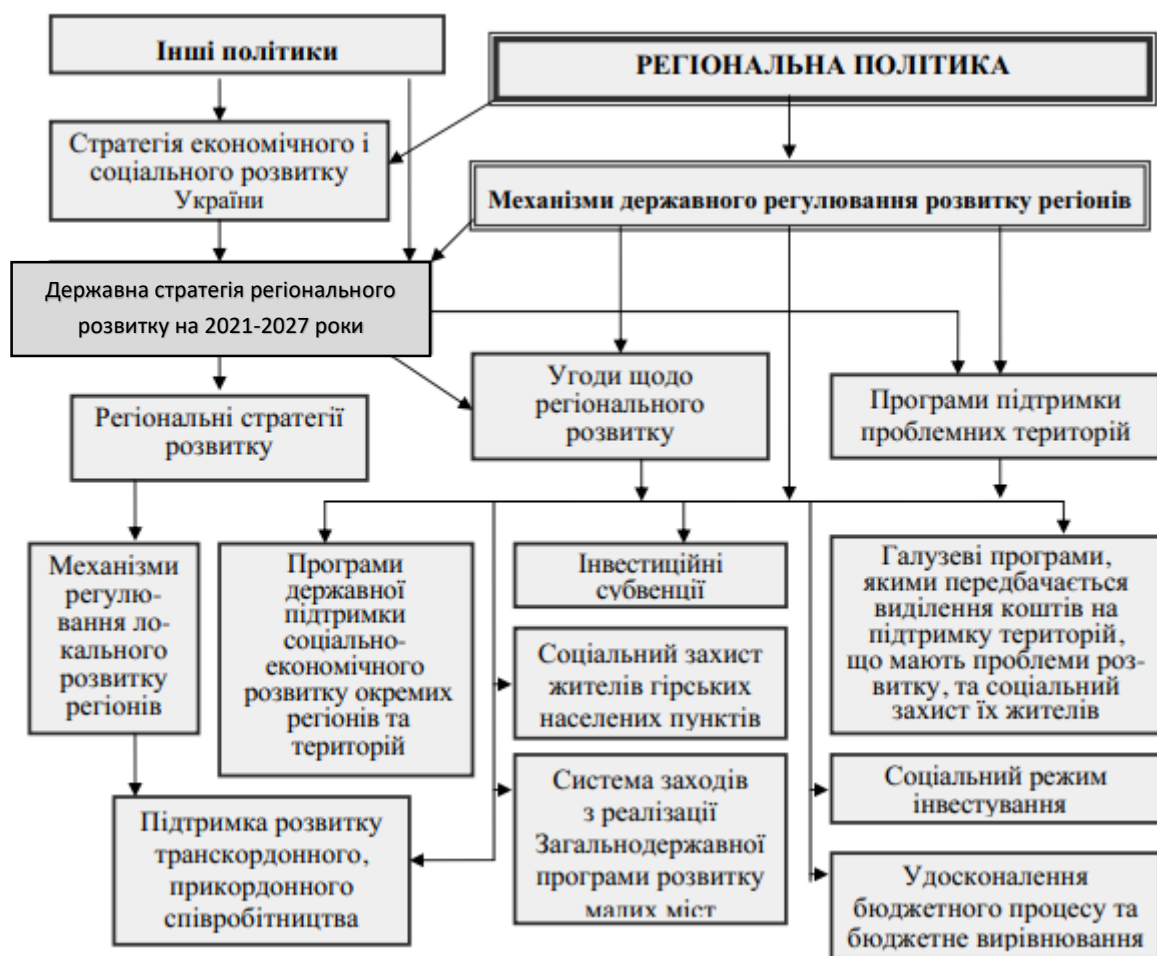 Інші політики
РЕГІОНАЛЬНА ПОЛІТИКА
Стратегія економічного і
соціального розвитку
України
Механізми державного регулювання розвитку регіонів
Державна стратегія регіонального
розвитку на 2021-2027 роки
Регіональні стратегії
розвитку
Угоди щодо
регіонального
розвитку
Програми підтримки
проблемних територій
Механізми
регулю-
вання ло-
кального
розвитку
регіонів
Програми
державної
підтримки
соціально-
економічного
розвитку окремих
регіонів та
територій
Інвестиційні
субвенції
Соціальний захист
жителів гірських
населених пунктів
Система заходів
з реалізації
Загальнодержавної
програми розвитку
малих міст
Галузеві програми,
якими передбачається
виділення коштів на
підтримку територій,
що мають проблеми роз-
витку, та соціальний
захист їх жителів
Соціальний режим
інвестування
Удосконалення
бюджетного процесу та
бюджетне вирівнювання
Підтримка розвитку
транскордонного,
прикордонного
співробітництва